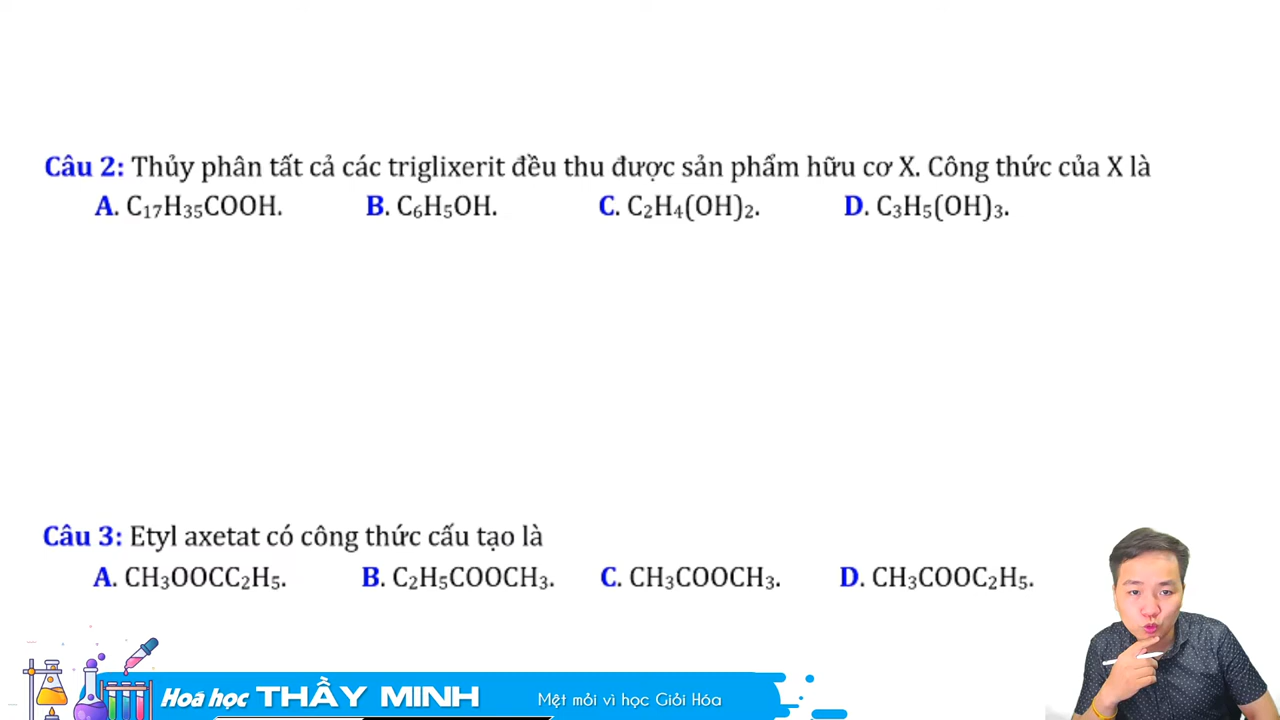 Câu 2: Thủy phân tất cả các triglixerit đều thu được sản phẩm hữu cơ X. Công thức của X là
A. C₁₇H₃₅COOH. B. C₆H₅OH. C. C₂H₄(OH)₂. D. C₃H₅(OH)₃.
Câu 3: Etyl axetat có công thức cấu tạo là
A. CH₃OOCC₂H₅. B. C₂H₅COOCH₃. C. CH₃COOCH₃. D. CH₃COOC₂H₅.
Hoá học THẦY MINH Mệt mỏi vì học Giỏi Hóa